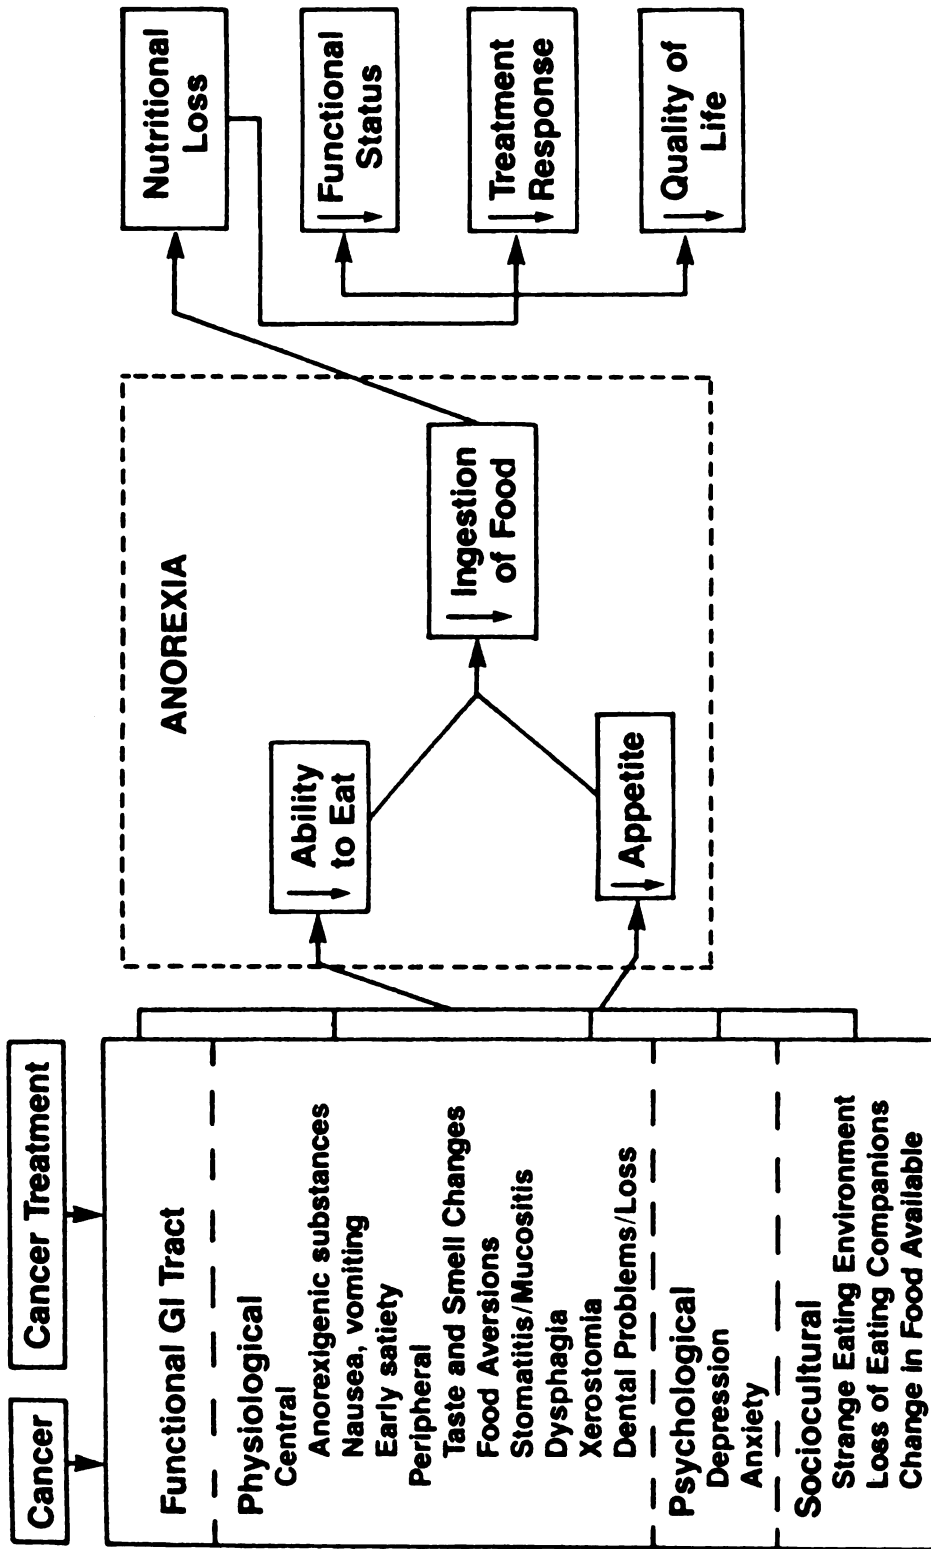 Cancer
Cancer Treatment
Functional GI Tract
Physiological
Central
Anorexigenic substances
Nausea, vomiting
Early satiety
Peripheral
Taste and Smell Changes
Food Aversions
Stomatitis/Mucositis
Dysphagia
Xerostomia
Dental Problems/Loss
Psychological
Depression
Anxiety
Sociocultural
Strange Eating Environment
Loss of Eating Companions
Change in Food Available
ANOREXIA
Ability
to Eat
Appetite
Ingestion
of Food
Nutritional
Loss
Functional
Status
Treatment
Response
Quality of
Life